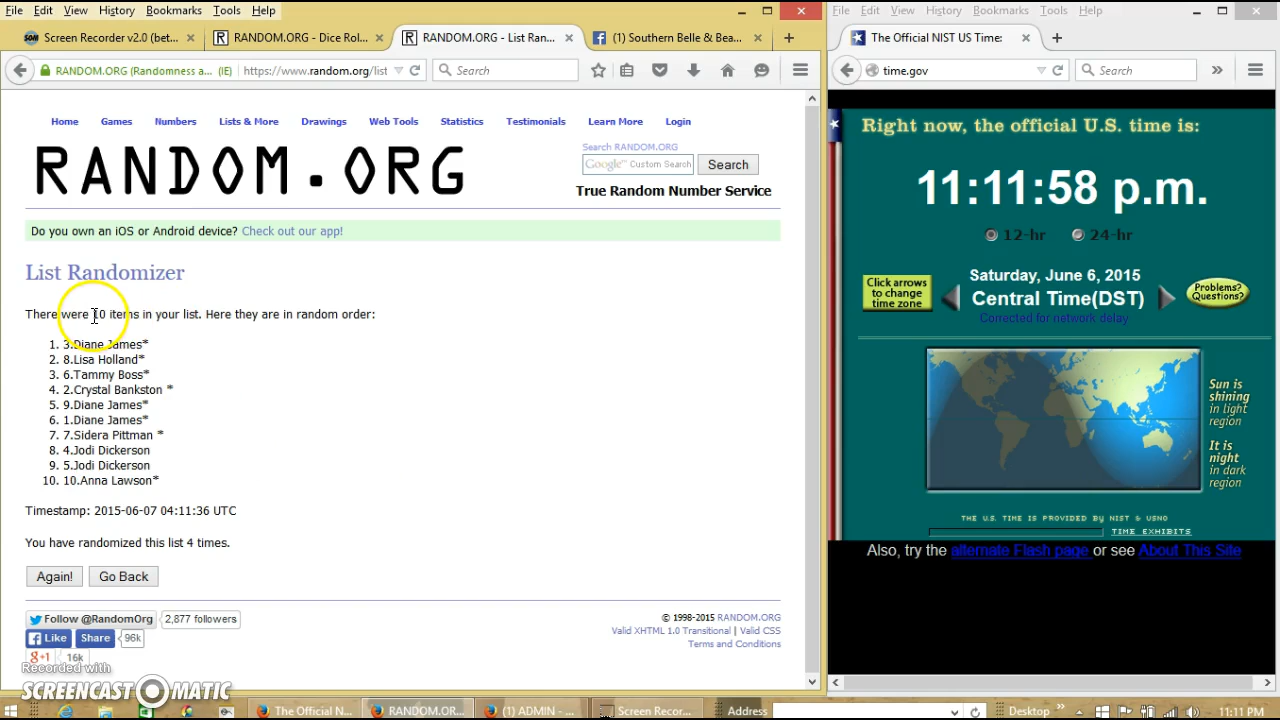 File Edit View History Bookmarks Tools Help
Screen Recorder v2.0 (bet...
RANDOM.ORG - Dice Rol...
RANDOM.ORG - List Ran...
(1) Southern Belle & Bea...
RANDOM.ORG (Randomness a... (IE)
https://www.random.org/list
Search
Home Games Numbers Lists & More Drawings Web Tools Statistics Testimonials Learn More Login
RANDOM.ORG
Search RANDOM.ORG
Google™ Custom Search
Search
True Random Number Service
Do you own an iOS or Android device? Check out our app!
List Randomizer
There were 10 items in your list. Here they are in random order:
1. 3.Diane James*
2. 8.Lisa Holland*
3. 6.Tammy Boss*
4. 2.Crystal Bankston *
5. 9.Diane James*
6. 1.Diane James*
7. 7.Sidera Pittman *
8. 4.Jodi Dickerson
9. 5.Jodi Dickerson
10. 10.Anna Lawson*
Timestamp: 2015-06-07 04:11:36 UTC
You have randomized this list 4 times.
Again! Go Back
Follow @RandomOrg 2,877 followers
Like Share 96k
g+1 16k
© 1998-2015 RANDOM.ORG
Valid XHTML 1.0 Transitional | Valid CSS
Terms and Conditions
Recorded with
SCREENCAST MATIC
File Edit View History Bookmarks Tools Help
The Official NIST US Time:
time.gov
Search
Right now, the official U.S. time is:
11:11:58 p.m.
12-hr 24-hr
Click arrows
to change
time zone
Saturday, June 6, 2015
Central Time(DST)
Corrected for network delay
Problems?
Questions?
Sun is
shining
in light
region
It is
night
in dark
region
THE U.S. TIME IS PROVIDED BY NIST & USNO
TIME EXHIBITS
Also, try the alternate Flash page or see About This Site
The Official N...
RANDOM.ORG...
(1) ADMIN - ...
Screen Recor...
Address
Desktop
11:11 PM